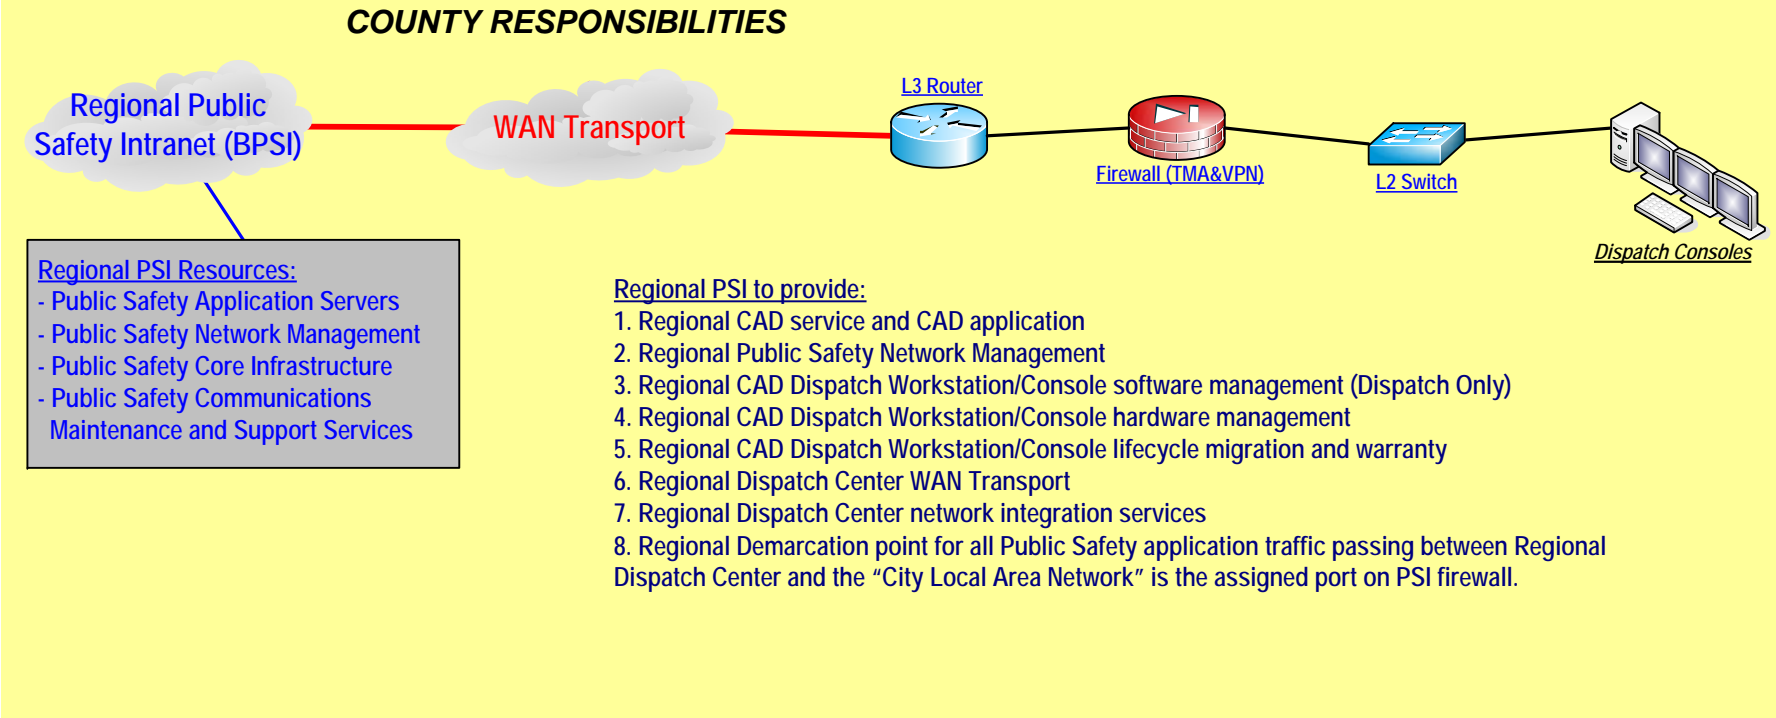 COUNTY RESPONSIBILITIES
Regional Public
Safety Intranet (BPSI)
WAN Transport
L3 Router
Firewall (TMA&VPN)
L2 Switch
Dispatch Consoles
Regional PSI Resources:
- Public Safety Application Servers
- Public Safety Network Management
- Public Safety Core Infrastructure
- Public Safety Communications
Maintenance and Support Services
Regional PSI to provide:
1. Regional CAD service and CAD application
2. Regional Public Safety Network Management
3. Regional CAD Dispatch Workstation/Console software management (Dispatch Only)
4. Regional CAD Dispatch Workstation/Console hardware management
5. Regional CAD Dispatch Workstation/Console lifecycle migration and warranty
6. Regional Dispatch Center WAN Transport
7. Regional Dispatch Center network integration services
8. Regional Demarcation point for all Public Safety application traffic passing between Regional
Dispatch Center and the “City Local Area Network” is the assigned port on PSI firewall.